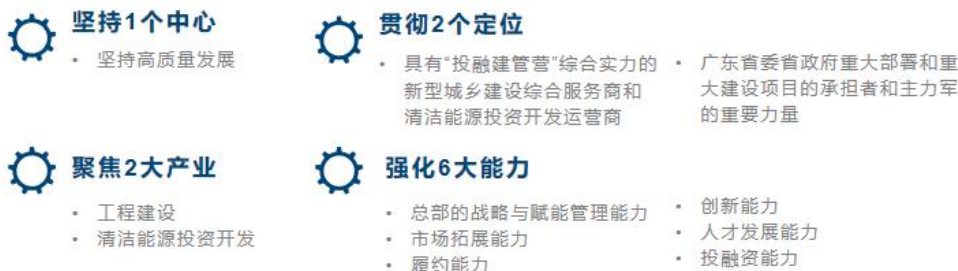 坚持1个中心
• 坚持高质量发展
贯彻2个定位
• 具有“投融建管营”综合实力的
新型城乡建设综合服务商和
清洁能源投资开发运营商
• 广东省委省政府重大部署和重
大建设项目的承担者和主力军
的重要力量
聚焦2大产业
• 工程建设
• 清洁能源投资开发
强化6大能力
• 总部的战略与赋能管理能力
• 市场拓展能力
• 履约能力
• 创新能力
• 人才发展能力
• 投融资能力